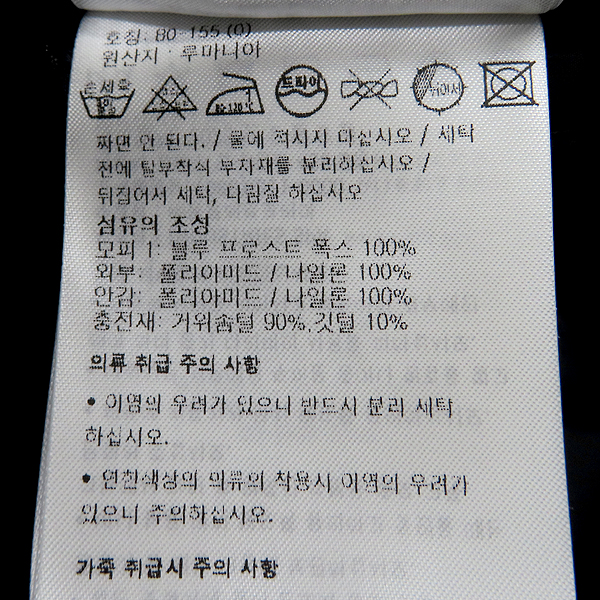 호칭: 80-155 (0)
원산지 : 루마니아
손세탁 80~120℃ 드라이 뉘어서
짜면 안 된다. / 물에 적시지 마십시오 / 세탁
전에 탈부착식 부자재를 분리하십시오 /
뒤집어서 세탁, 다림질 하십시오
섬유의 조성
모피 1: 블루 프로스트 폭스 100%
외부: 폴리아미드 / 나일론 100%
안감: 폴리아미드 / 나일론 100%
충전재: 거위솜털 90%,깃털 10%
의류 취급 주의 사항
• 이염의 우려가 있으니 반드시 분리 세탁
하십시오.
• 연한색상의 의류의 착용시 이염의 우려가
있으니 주의하십시오.
가죽 취급시 주의 사항